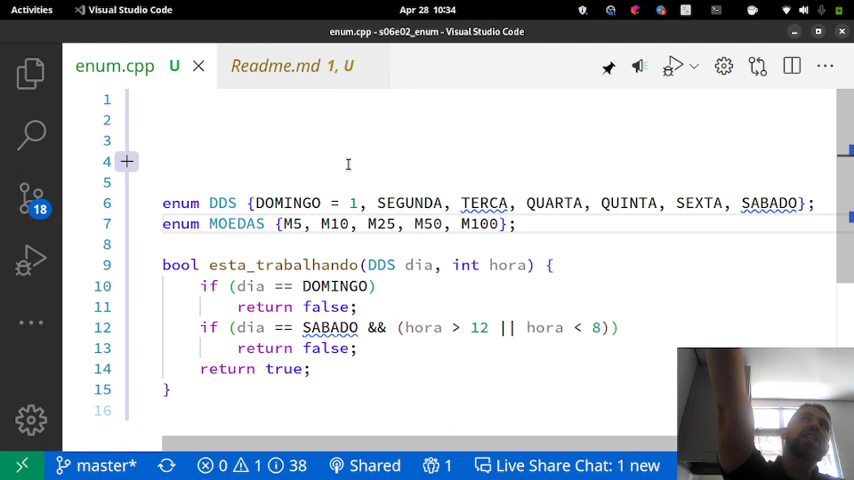 Activities Visual Studio Code Apr 28 10:34
enum.cpp - s06e02_enum - Visual Studio Code
enum.cpp U Readme.md 1, U
1
2
3
4
5
6 enum DDS {DOMINGO = 1, SEGUNDA, TERCA, QUARTA, QUINTA, SEXTA, SABADO};
7 enum MOEDAS {M5, M10, M25, M50, M100};
8
9 bool esta_trabalhando(DDS dia, int hora) {
10 if (dia == DOMINGO)
11 return false;
12 if (dia == SABADO && (hora > 12 || hora < 8))
13 return false;
14 return true;
15 }
16
18
master* 0 1 38 Shared 1 Live Share Chat: 1 new